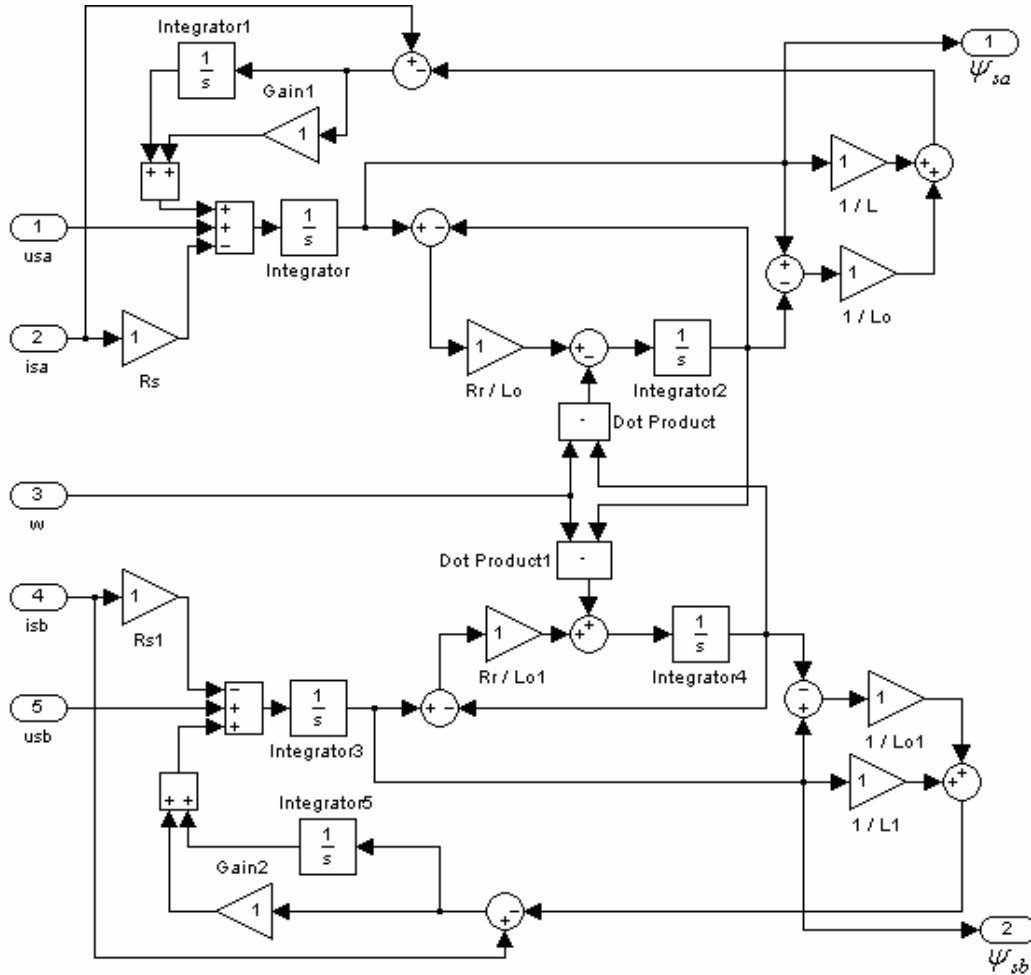 Integrator1
1
s
+
-
1
ψsa
Gain1
1
+ +
1
1 / L
+
+
1
usa
+
+
-
1
s
Integrator
+ -
+
-
1
1 / Lo
2
isa
1
Rs
1
Rr / Lo
+
-
1
s
Integrator2
Dot Product
3
w
Dot Product1
4
isb
1
Rs1
1
Rr / Lo1
+ +
1
s
Integrator4
5
usb
-
+
+
1
s
Integrator3
+ -
-
+
1
1 / Lo1
+ +
1
1 / L1
+ +
Integrator5
1
s
Gain2
1
-
+
2
ψsb